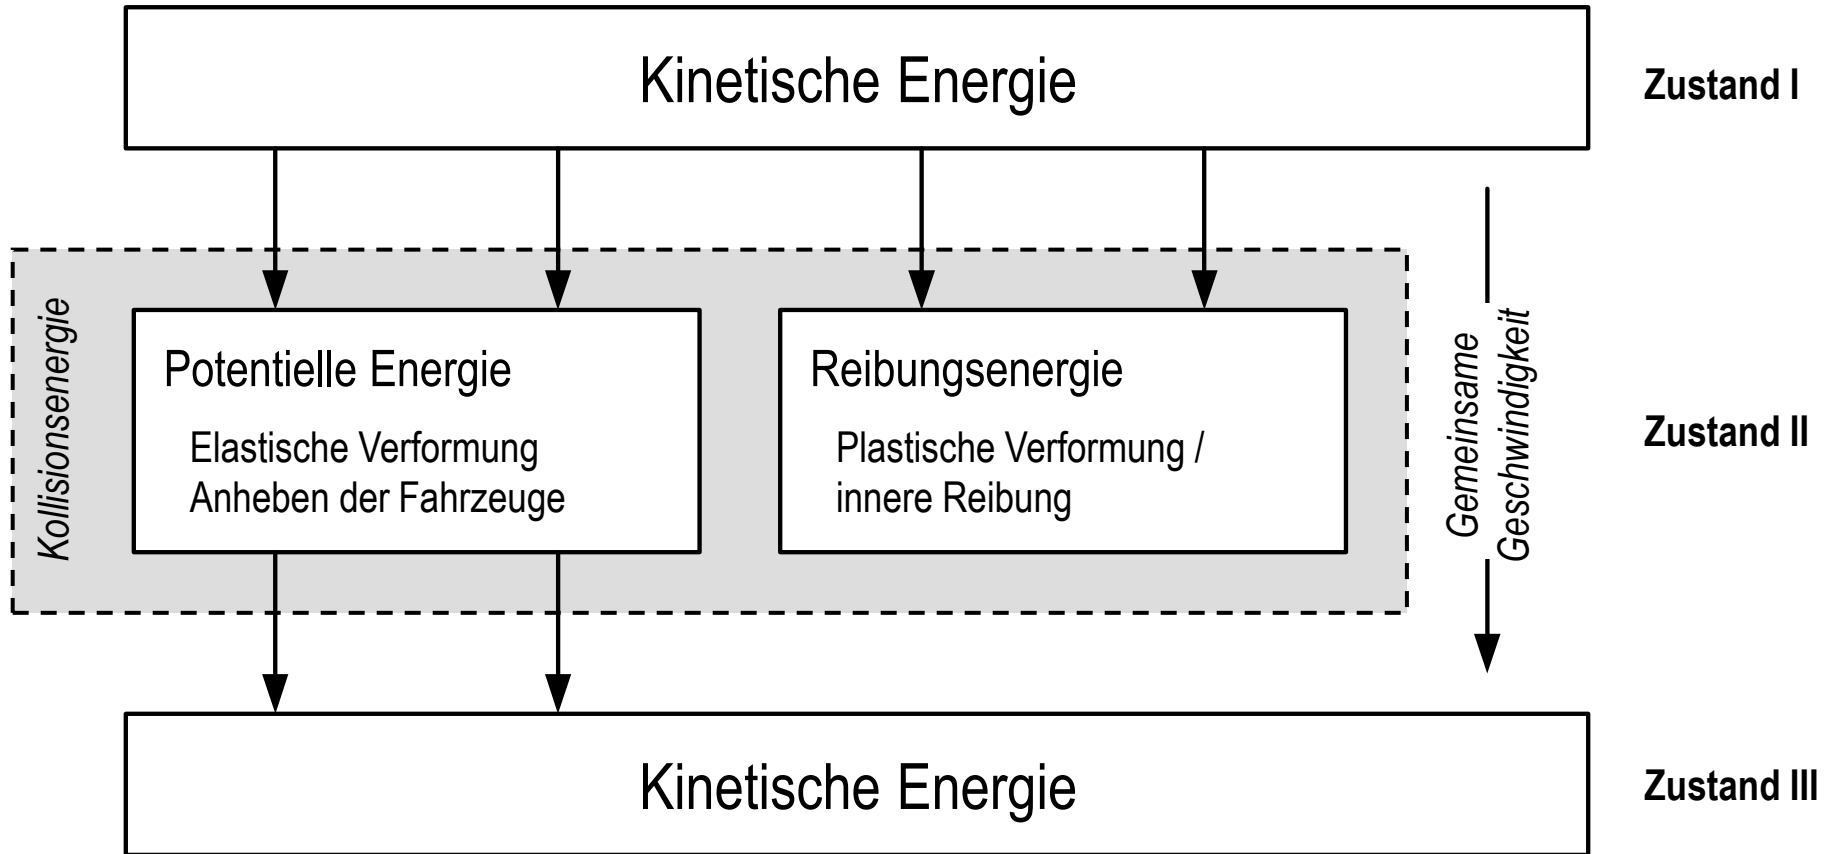 Kinetische Energie
Zustand I
Kollisionsenergie
Potentielle Energie
Elastische Verformung
Anheben der Fahrzeuge
Reibungsenergie
Plastische Verformung /
innere Reibung
Gemeinsame
Geschwindigkeit
Zustand II
Kinetische Energie
Zustand III